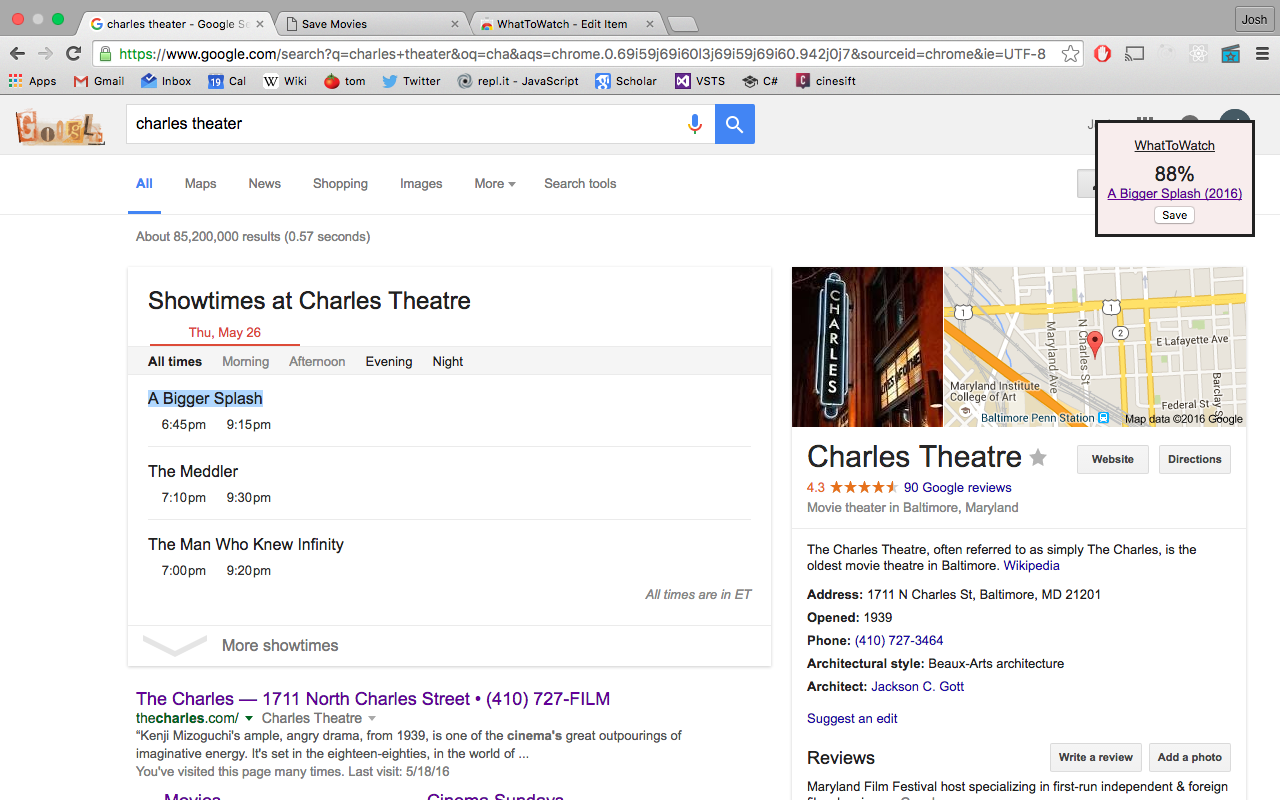 charles theater - Google Se
Save Movies
WhatToWatch - Edit Item
Josh
https://www.google.com/search?q=charles+theater&oq=cha&aqs=chrome.0.69i59j69i60l3j69i59j69i60.942j0j7&sourceid=chrome&ie=UTF-8
Apps
Gmail
Inbox
19 Cal
W Wiki
tom
Twitter
repl.it - JavaScript
Scholar
VSTS
C#
cinesift
Google
charles theater
WhatToWatch
88%
A Bigger Splash (2016)
Save
All
Maps
News
Shopping
Images
More
Search tools
About 85,200,000 results (0.57 seconds)
Showtimes at Charles Theatre
Thu, May 26
All times Morning Afternoon Evening Night
A Bigger Splash
6:45pm 9:15pm
The Meddler
7:10pm 9:30pm
The Man Who Knew Infinity
7:00pm 9:20pm
All times are in ET
More showtimes
The Charles — 1711 North Charles Street • (410) 727-FILM
thecharles.com/ Charles Theatre
“Kenji Mizoguchi's ample, angry drama, from 1939, is one of the cinema's great outpourings of
imaginative energy. It's set in the eighteen-eighties, in the world of ...
You've visited this page many times. Last visit: 5/18/16
Movies
Cinema Sundays
CHARLES
1
1
2
Maryland Ave
N Charles St
E Lafayette Ave
Barclay S
Maryland Institute
College of Art
Federal St
Baltimore Penn Station
Map data ©2016 Google
Charles Theatre
Website
Directions
4.3 90 Google reviews
Movie theater in Baltimore, Maryland
The Charles Theatre, often referred to as simply The Charles, is the
oldest movie theatre in Baltimore. Wikipedia
Address: 1711 N Charles St, Baltimore, MD 21201
Opened: 1939
Phone: (410) 727-3464
Architectural style: Beaux-Arts architecture
Architect: Jackson C. Gott
Suggest an edit
Reviews
Write a review
Add a photo
Maryland Film Festival host specializing in first-run independent & foreign